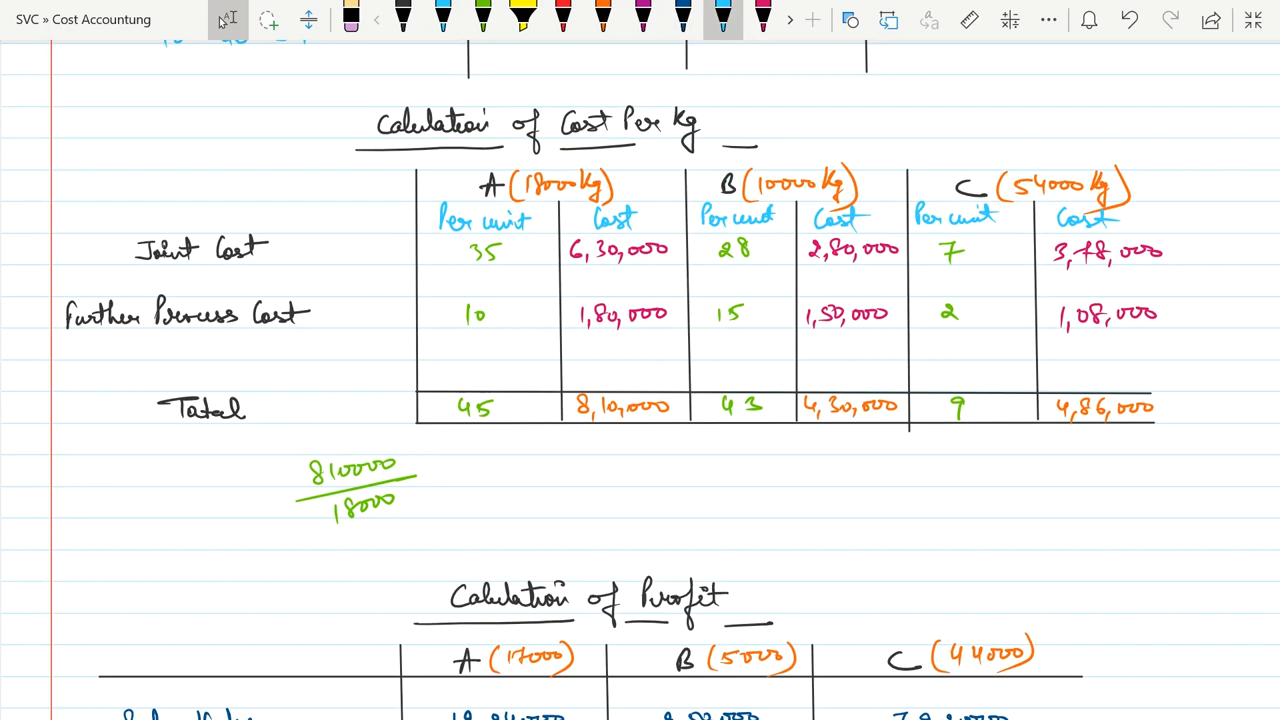 SVC » Cost Accountung
Calculation of Cost Per Kg
A (18000 Kg) B (10000 Kg) C (54000 Kg)
Per unit Cost Per unit Cost Per unit Cost
Joint Cost 35 6,30,000 28 2,80,000 7 3,78,000
Further Process Cost 10 1,80,000 15 1,50,000 2 1,08,000
Total 45 8,10,000 43 4,30,000 9 4,86,000
810000
18000
Calculation of Profit
A (17000) B (5000) C (44000)